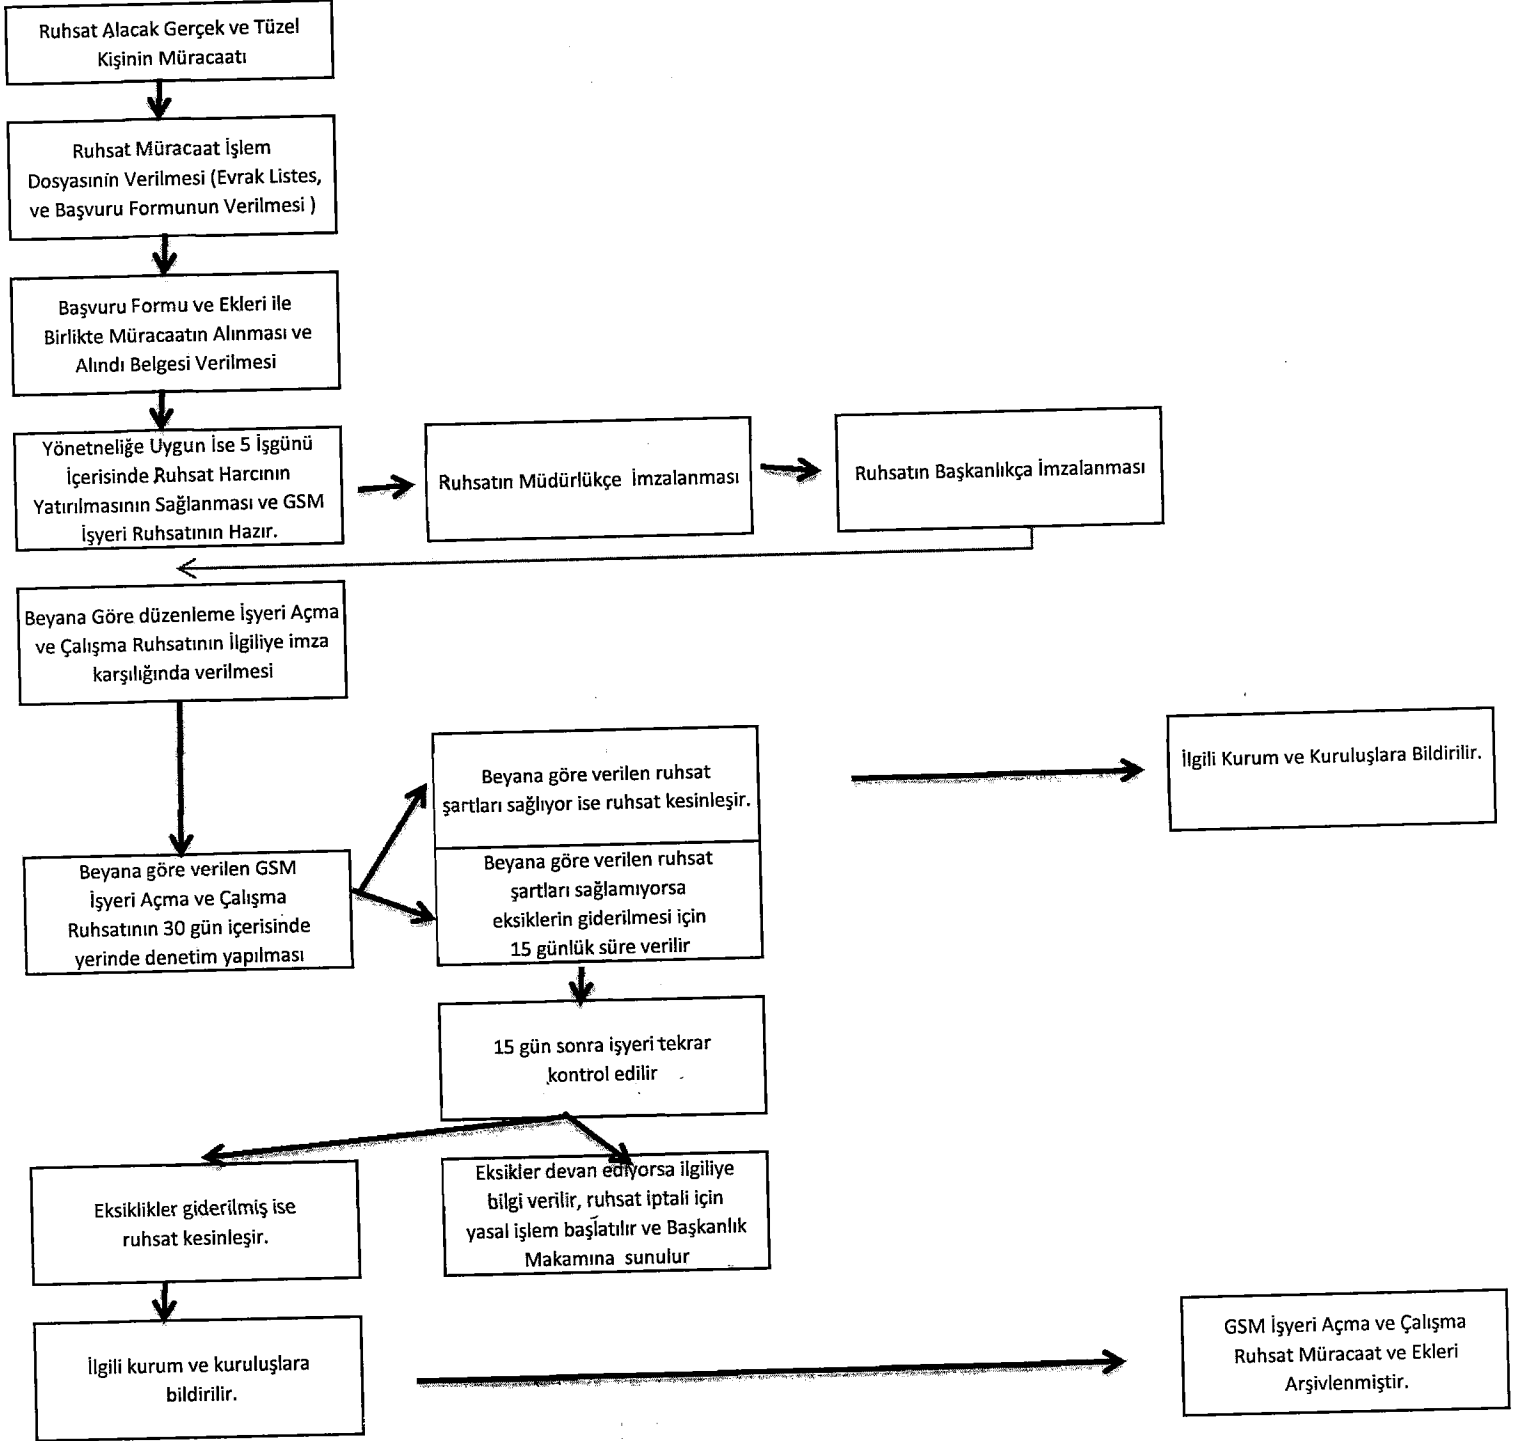 Ruhsat Alacak Gerçek ve Tüzel
Kişinin Müracaatı
Ruhsat Müracaat İşlem
Dosyasının Verilmesi (Evrak Listes,
ve Başvuru Formunun Verilmesi )
Başvuru Formu ve Ekleri ile
Birlikte Müracaatın Alınması ve
Alındı Belgesi Verilmesi
Yönetneliğe Uygun İse 5 İşgünü
İçerisinde Ruhsat Harcının
Yatırılmasının Sağlanması ve GSM
İşyeri Ruhsatının Hazır.
Ruhsatın Müdürlükçe İmzalanması
Ruhsatın Başkanlıkça İmzalanması
Beyana Göre düzenleme İşyeri Açma
ve Çalışma Ruhsatının İlgiliye imza
karşılığında verilmesi
Beyana göre verilen GSM
İşyeri Açma ve Çalışma
Ruhsatının 30 gün içerisinde
yerinde denetim yapılması
Beyana göre verilen ruhsat
şartları sağlıyor ise ruhsat kesinleşir.
İlgili Kurum ve Kuruluşlara Bildirilir.
Beyana göre verilen ruhsat
şartları sağlamıyorsa
eksiklerin giderilmesi için
15 günlük süre verilir
15 gün sonra işyeri tekrar
kontrol edilir
Eksiklikler giderilmiş ise
ruhsat kesinleşir.
Eksikler devan ediyorsa ilgiliye
bilgi verilir, ruhsat iptali için
yasal işlem başlatılır ve Başkanlık
Makamına sunulur
İlgili kurum ve kuruluşlara
bildirilir.
GSM İşyeri Açma ve Çalışma
Ruhsat Müracaat ve Ekleri
Arşivlenmiştir.